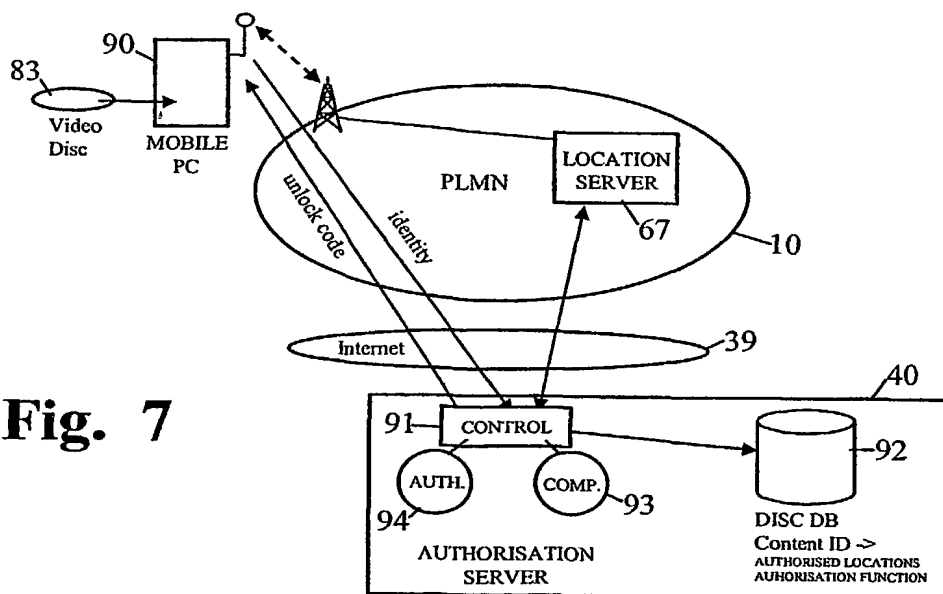 90
83
Video
Disc
MOBILE
PC
PLMN
LOCATION
SERVER
67
10
unlock code
identity
Internet
39
40
Fig. 7
91
CONTROL
92
AUTH.
COMP.
94
93
DISC DB
Content ID ->
AUTHORISED LOCATIONS
AUHORISATION FUNCTION
AUTHORISATION
SERVER